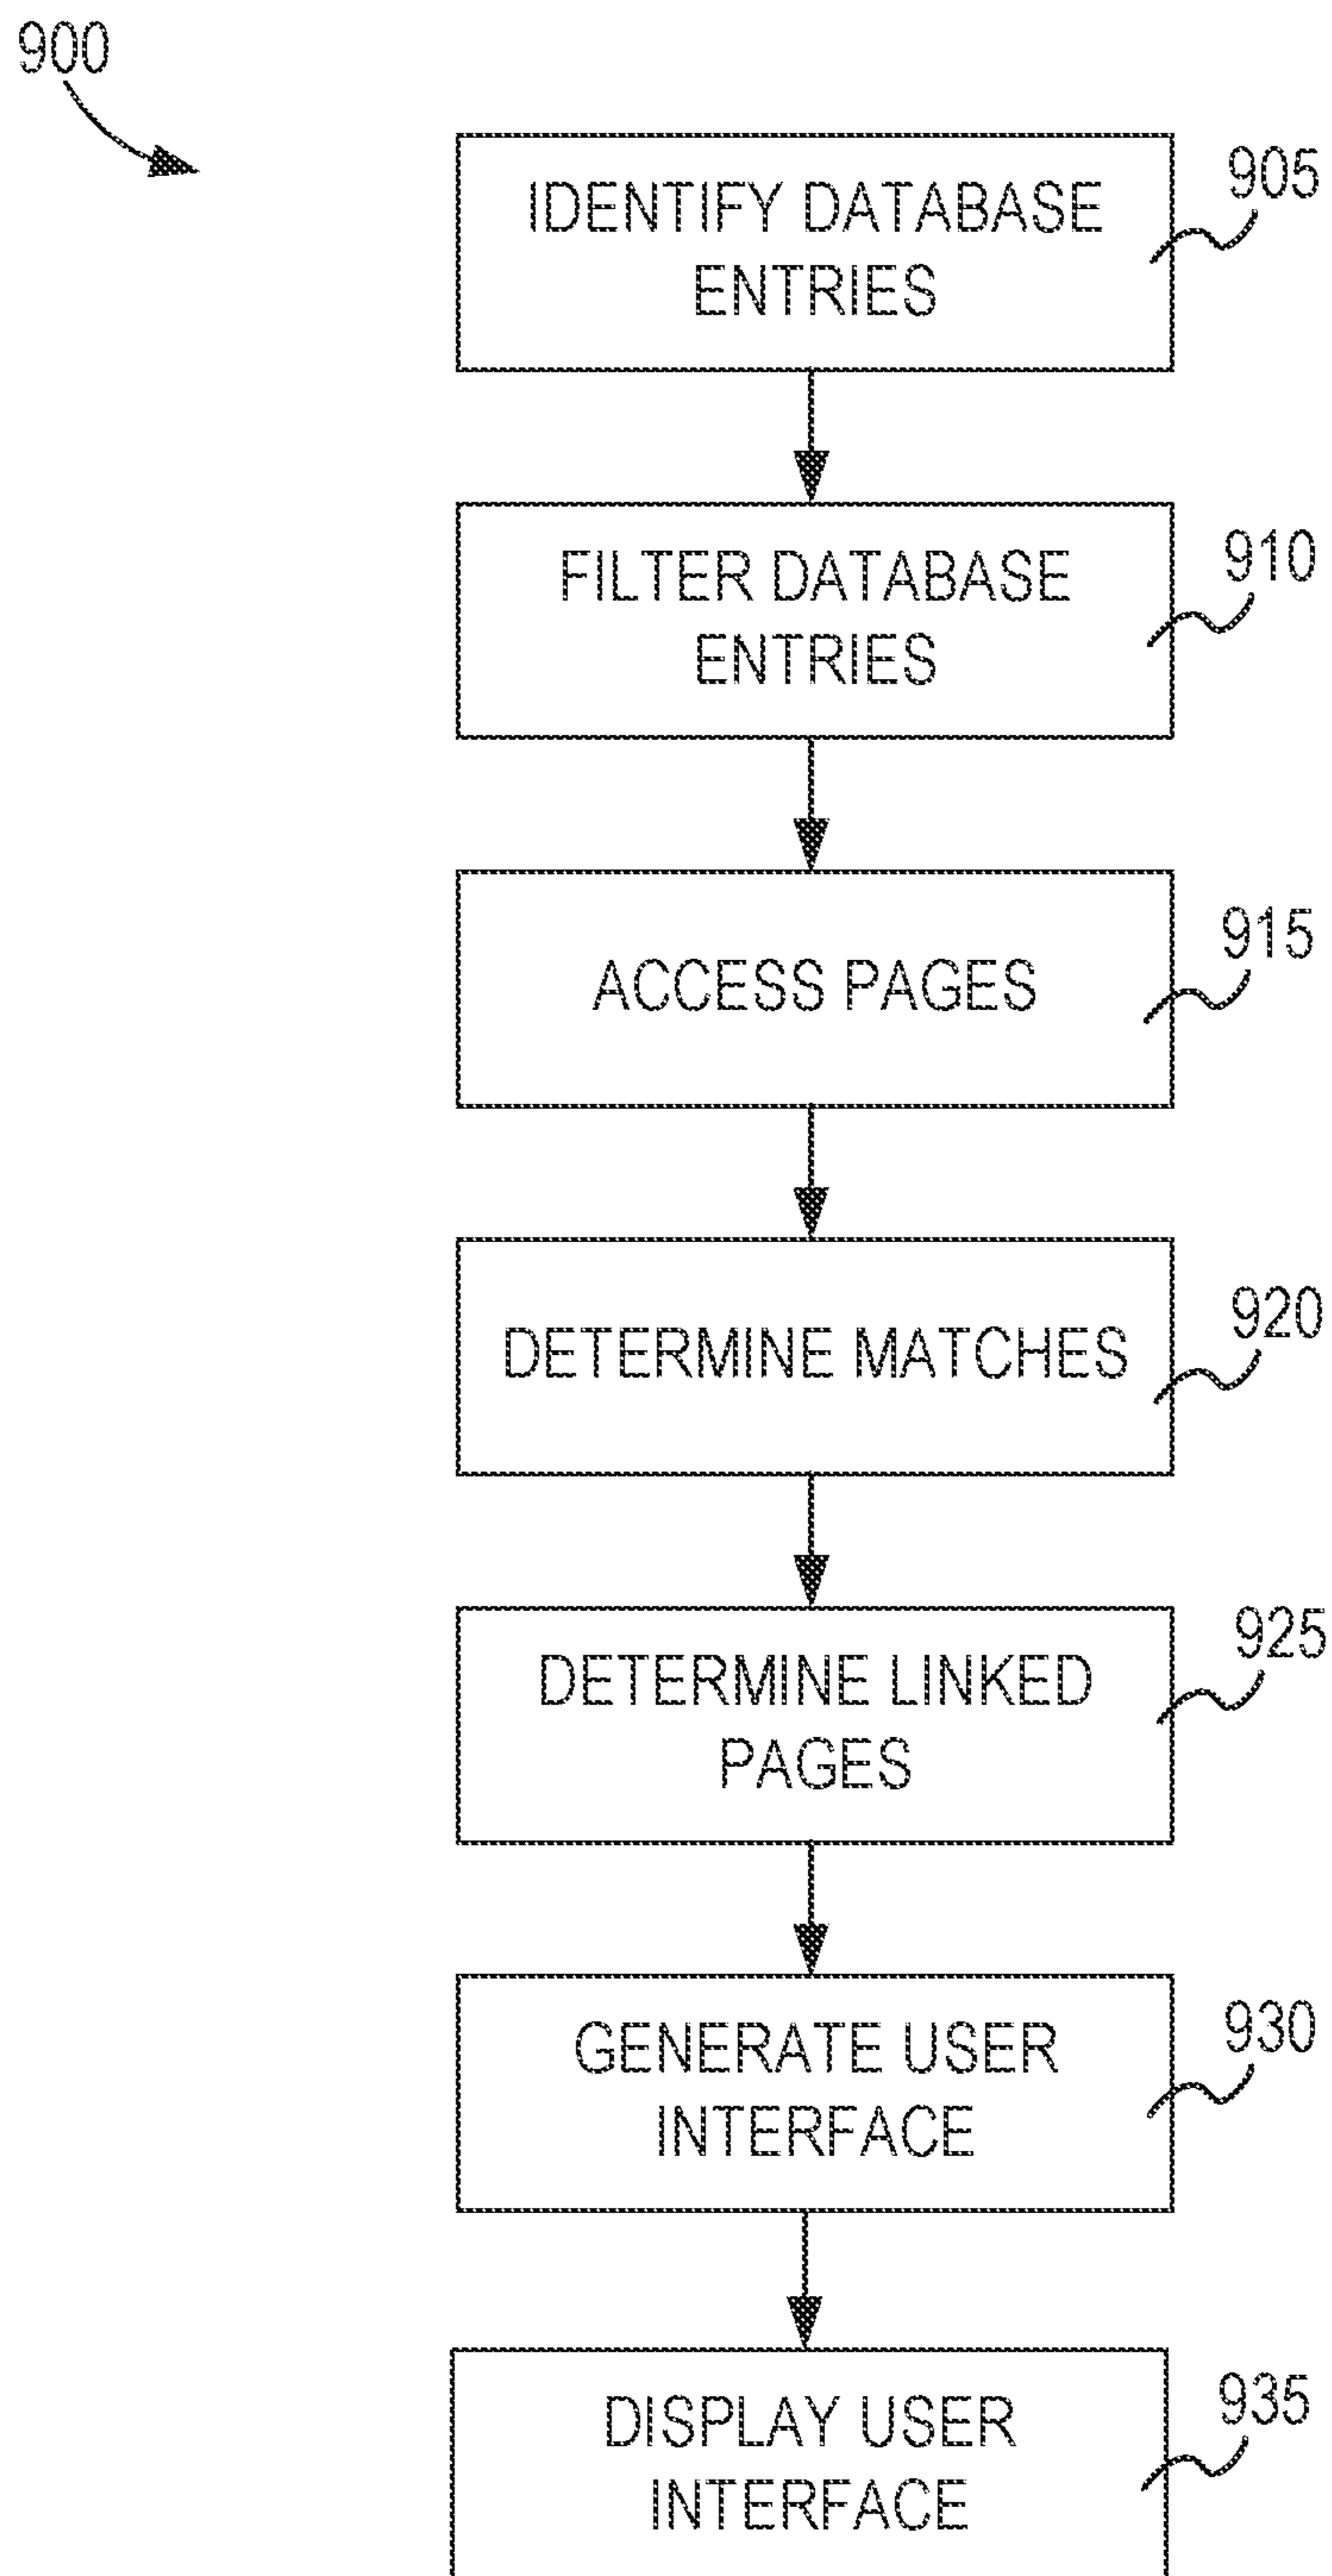 900
IDENTIFY DATABASE
ENTRIES
905
FILTER DATABASE
ENTRIES
910
ACCESS PAGES
915
DETERMINE MATCHES
920
DETERMINE LINKED
PAGES
925
GENERATE USER
INTERFACE
930
DISPLAY USER
INTERFACE
935